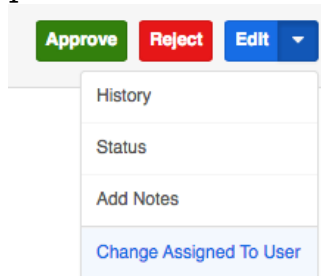 Approve Reject Edit
History
Status
Add Notes
Change Assigned To User